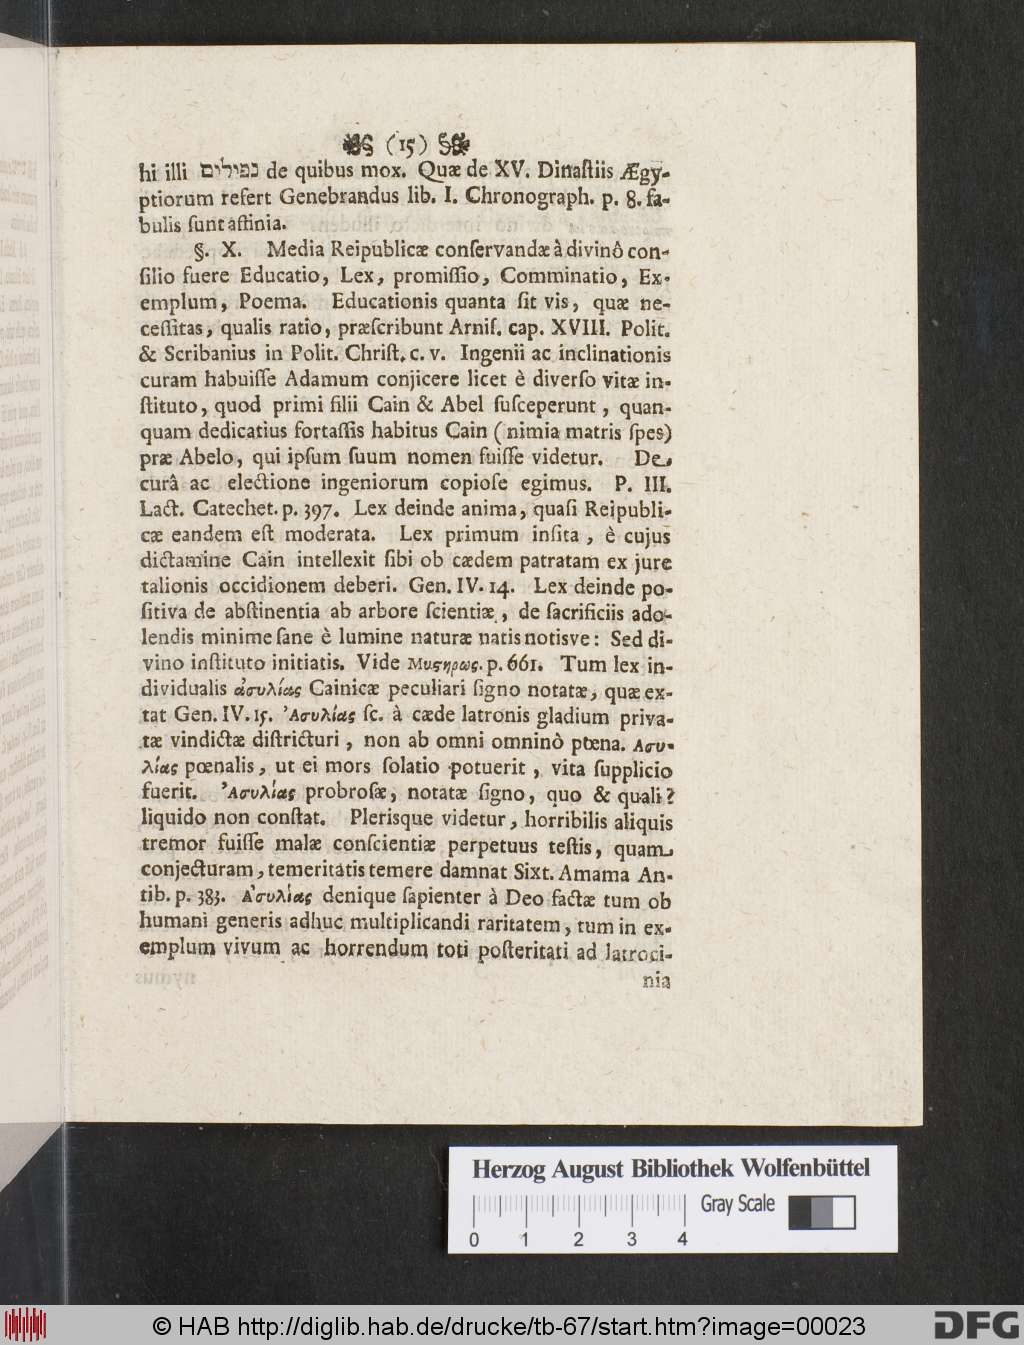 (15)
hi illi נפילים de quibus mox. Quæ de XV. Dinaſtiis Ægy-
ptiorum refert Genebrandus lib. I. Chronograph. p. 8. fa-
bulis ſunt aſtinia.
§. X. Media Reipublicæ conſervandæ à divinô con-
ſilio fuere Educatio, Lex, promiſſio, Comminatio, Ex-
emplum, Poema. Educationis quanta ſit vis, quæ ne-
ceſſitas, qualis ratio, præſcribunt Arniſ. cap. XVIII. Polit.
& Scribanius in Polit. Chriſt. c. v. Ingenii ac inclinationis
curam habuiſſe Adamum conjicere licet è diverſo vitæ in-
ſtituto, quod primi filii Cain & Abel ſuſceperunt, quan-
quam dedicatius fortaſſis habitus Cain (nimia matris ſpes)
præ Abelo, qui ipſum ſuum nomen fuiſſe videtur. De
curâ ac electione ingeniorum copioſe egimus. P. III.
Lact. Catechet. p. 397. Lex deinde anima, quaſi Reipubli-
cæ eandem eſt moderata. Lex primum inſita, è cujus
dictamine Cain intellexit ſibi ob cædem patratam ex jure
talionis occidionem deberi. Gen. IV. 14. Lex deinde po-
ſitiva de abſtinentia ab arbore ſcientiæ, de ſacrificiis ado-
lendis minime ſane è lumine naturæ natis notisve: Sed di-
vino inſtituto initiatis. Vide Μυςηρως. p. 661. Tum lex in-
dividualis ἀσυλίας Cainicæ peculiari ſigno notatæ, quæ ex-
tat Gen. IV. 15. Ἀσυλίας ſc. à cæde latronis gladium priva-
tæ vindictæ diſtricturi, non ab omni omninò pœna. Ασυ-
λίας pœnalis, ut ei mors ſolatio potuerit, vita ſupplicio
fuerit. Ἀσυλίας probroſæ, notatæ ſigno, quo & quali?
liquido non conſtat. Plerisque videtur, horribilis aliquis
tremor fuiſſe malæ conſcientiæ perpetuus teſtis, quam
conjecturam, temeritatis temere damnat Sixt. Amama An-
tib. p. 383. Ἀσυλίας denique ſapienter à Deo factæ tum ob
humani generis adhuc multiplicandi raritatem, tum in ex-
emplum vivum ac horrendum toti poſteritati ad latroci-
nia
Herzog August Bibliothek Wolfenbüttel
Gray Scale
0 1 2 3 4
© HAB http://diglib.hab.de/drucke/tb-67/start.htm?image=00023
DFG